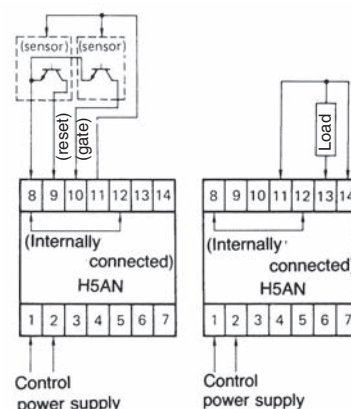 (sensor) (sensor)
(reset)
(gate)
Load
8 9 10 11 12 13 14
(Internally
connected)
H5AN
1 2 3 4 5 6 7
Control
power supply
8 9 10 11 12 13 14
(Internally
connected)
H5AN
1 2 3 4 5 6 7
Control
power supply